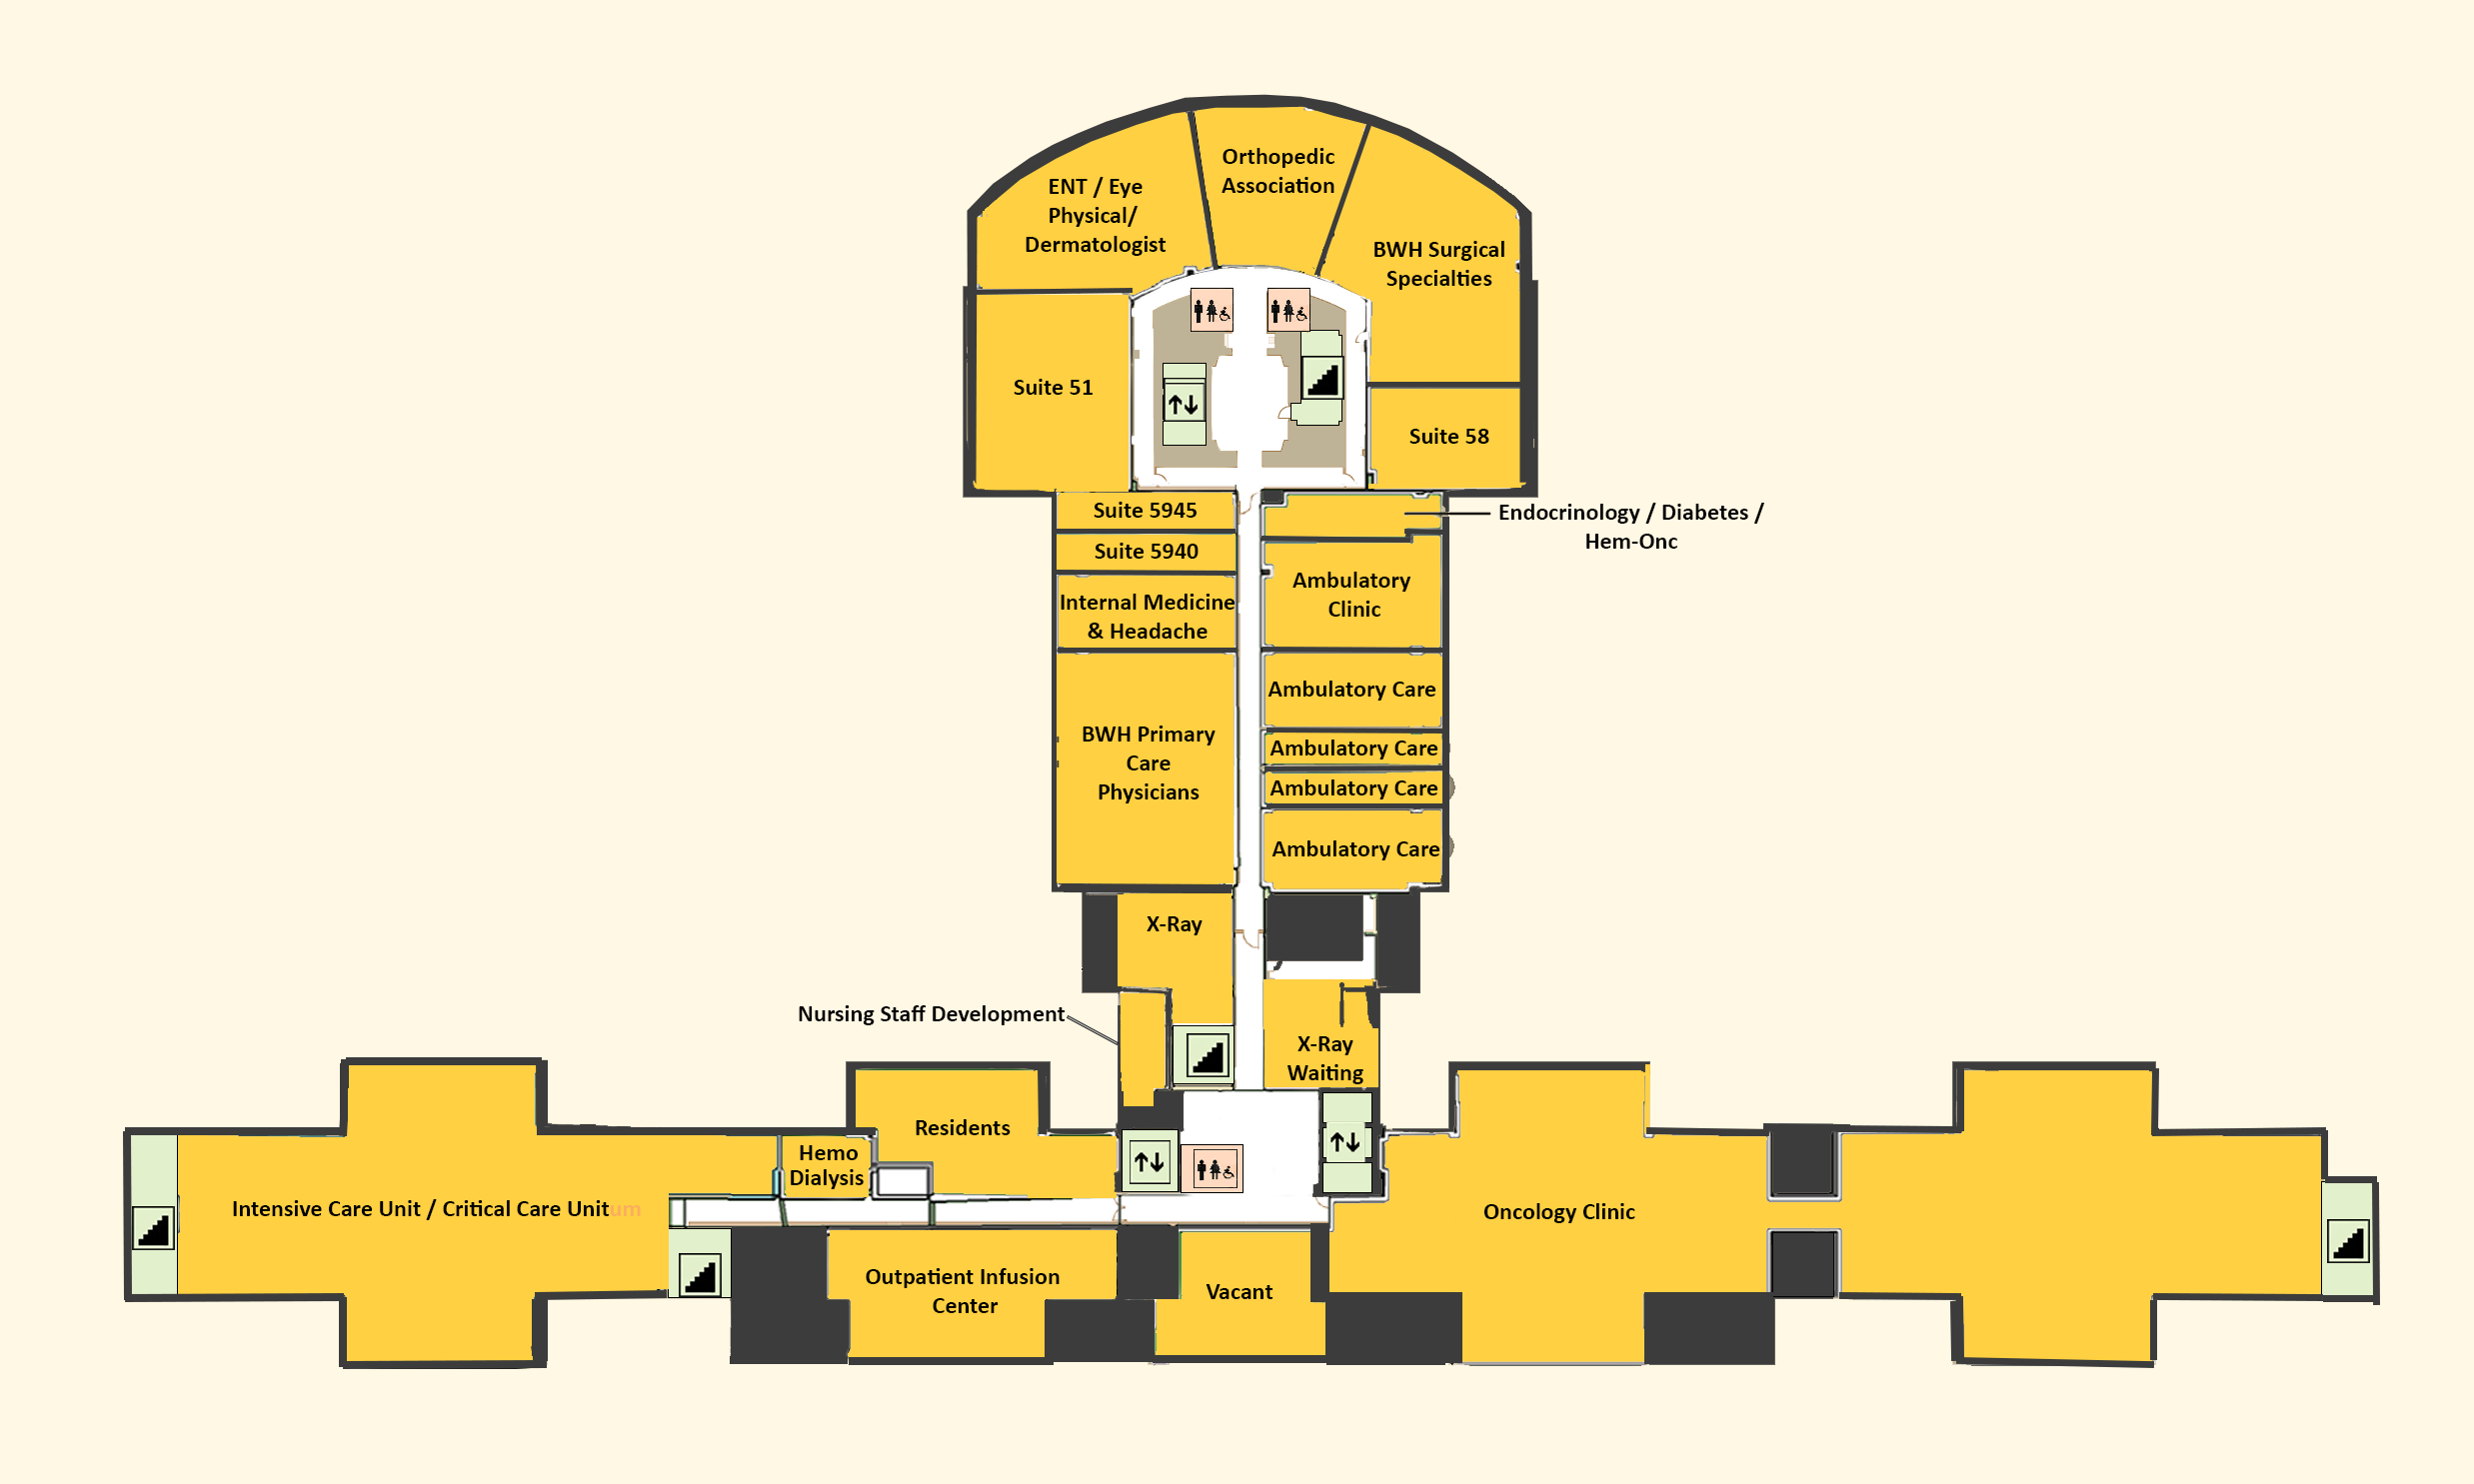 Orthopedic
Association
ENT / Eye
Physical/
Dermatologist
BWH Surgical
Specialties
Suite 51
Suite 58
Suite 5945
Endocrinology / Diabetes /
Hem-Onc
Suite 5940
Ambulatory
Clinic
Internal Medicine
& Headache
Ambulatory Care
BWH Primary
Care
Physicians
Ambulatory Care
Ambulatory Care
Ambulatory Care
X-Ray
Nursing Staff Development
X-Ray
Waiting
Residents
Hemo
Dialysis
Intensive Care Unit / Critical Care Unitum
Oncology Clinic
Outpatient Infusion
Center
Vacant